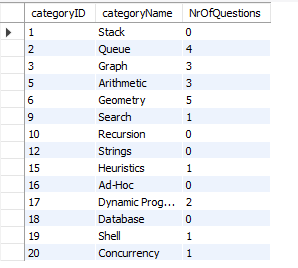 categoryID categoryName NrOfQuestions
1 Stack 0
2 Queue 4
3 Graph 3
5 Arithmetic 3
6 Geometry 5
9 Search 1
10 Recursion 0
12 Strings 0
15 Heuristics 1
16 Ad-Hoc 0
17 Dynamic Prog... 2
18 Database 0
19 Shell 1
20 Concurrency 1